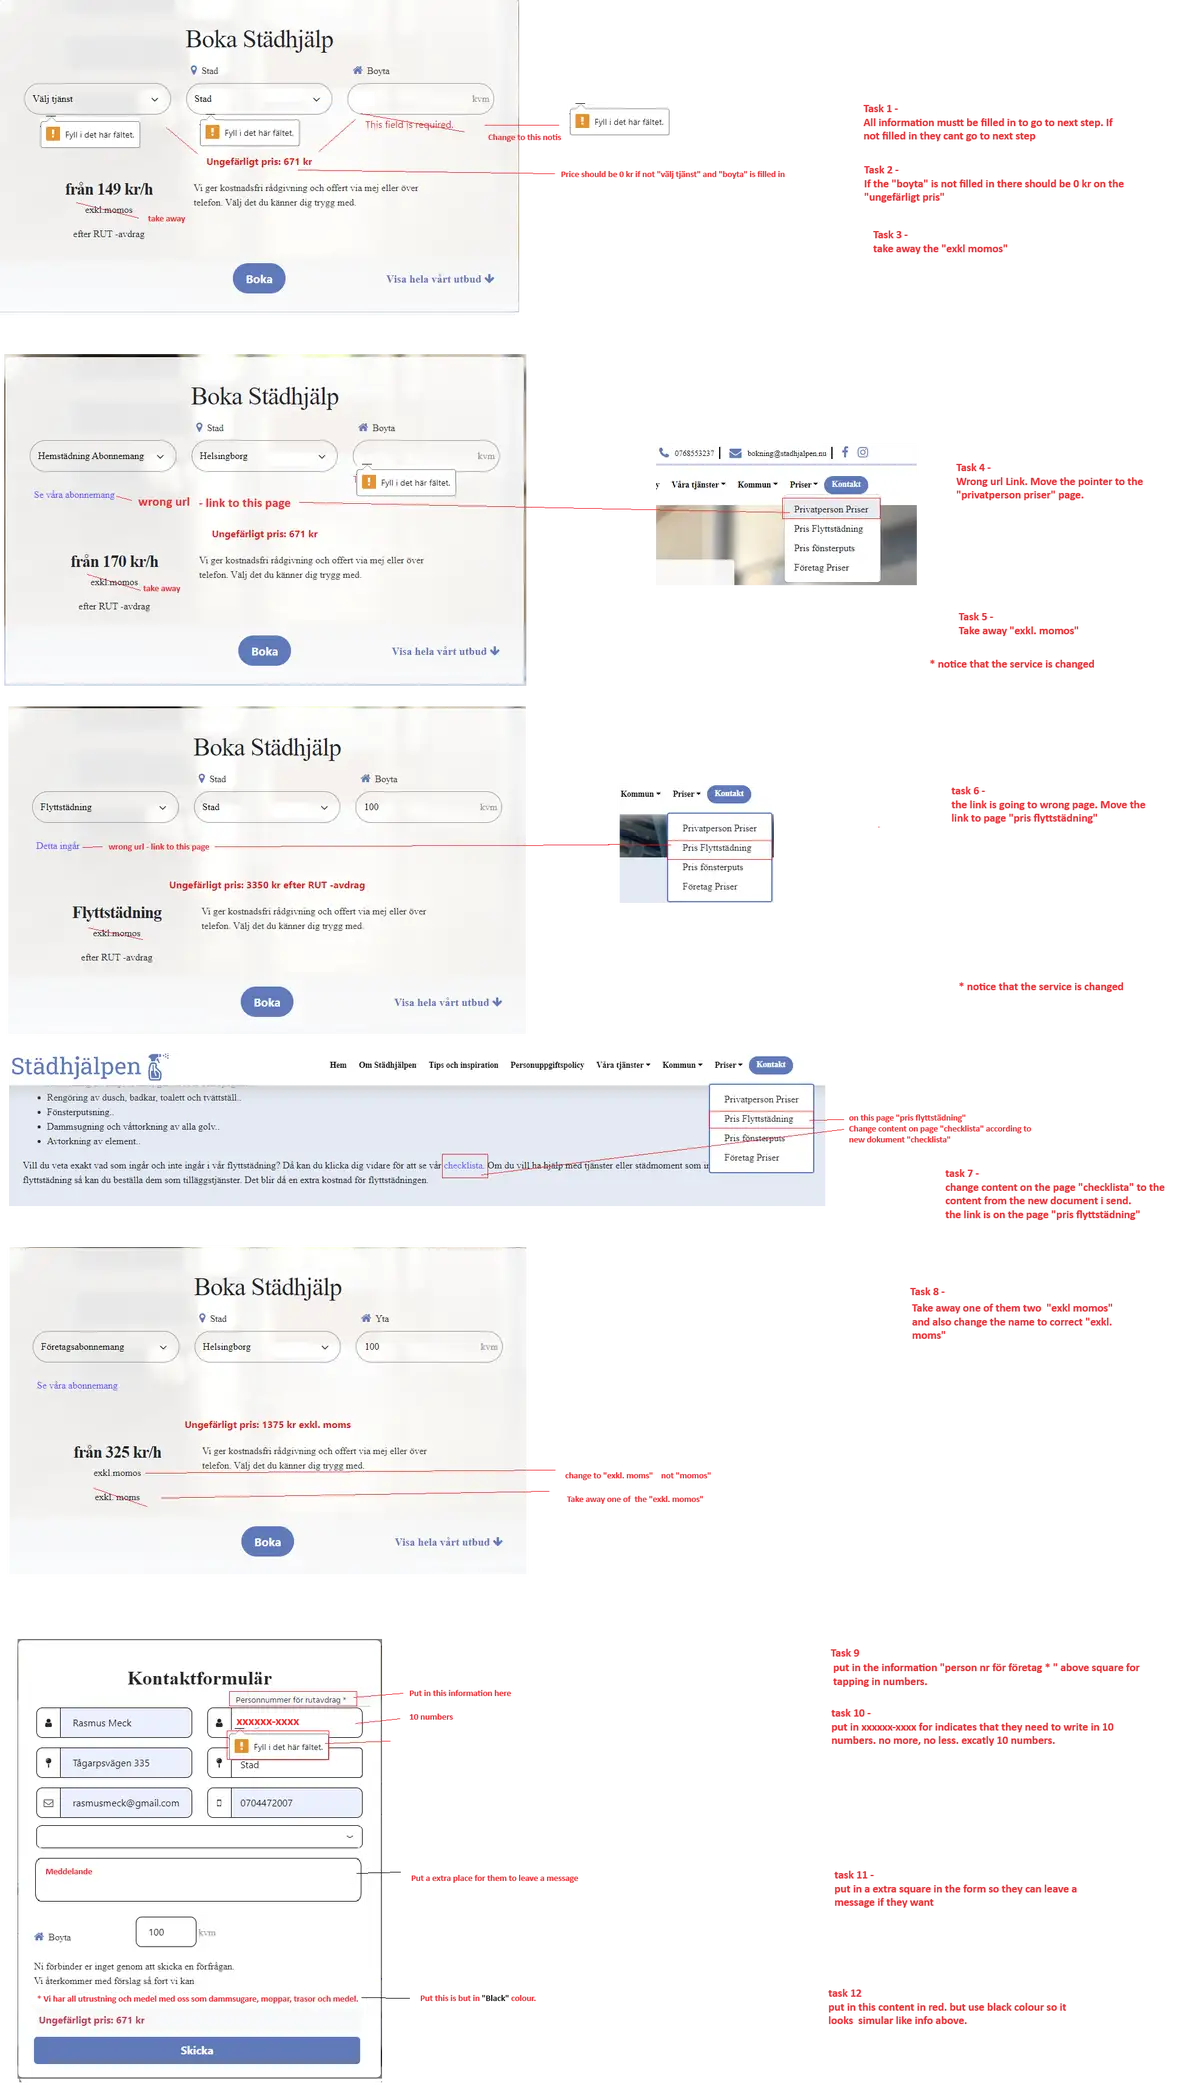 Boka Städhjälp
Stad
Boyta
Välj tjänst
Stad
kvm
Fyll i det här fältet.
Fyll i det här fältet.
This field is required.
Change to this notis
Fyll i det här fältet.
Ungefärligt pris: 671 kr
Price should be 0 kr if not "välj tjänst" and "boyta" is filled in
från 149 kr/h
exkl.momos
take away
efter RUT -avdrag
Vi ger kostnadsfri rådgivning och offert via mej eller över
telefon. Välj det du känner dig trygg med.
Boka
Visa hela vårt utbud
Task 1 -
All information mustt be filled in to go to next step. If
not filled in they cant go to next step
Task 2 -
If the "boyta" is not filled in there should be 0 kr on the
"ungefärligt pris"
Task 3 -
take away the "exkl momos"
Boka Städhjälp
Stad
Boyta
Hemstädning Abonnemang
Helsingborg
kvm
Fyll i det här fältet.
Se våra abonnemang
wrong url - link to this page
Ungefärligt pris: 671 kr
från 170 kr/h
exkl.momos
take away
efter RUT -avdrag
Vi ger kostnadsfri rådgivning och offert via mej eller över
telefon. Välj det du känner dig trygg med.
Boka
Visa hela vårt utbud
0768553237
bokning@stadhjalpen.nu
y Våra tjänster Kommun Priser Kontakt
Privatperson Priser
Pris Flyttstädning
Pris fönsterputs
Företag Priser
Task 4 -
Wrong url Link. Move the pointer to the
"privatperson priser" page.
Task 5 -
Take away "exkl. momos"
* notice that the service is changed
Boka Städhjälp
Stad
Boyta
Flyttstädning
Stad
100
kvm
Detta ingår
wrong url - link to this page
Ungefärligt pris: 3350 kr efter RUT -avdrag
Flyttstädning
exkl.momos
efter RUT -avdrag
Vi ger kostnadsfri rådgivning och offert via mej eller över
telefon. Välj det du känner dig trygg med.
Boka
Visa hela vårt utbud
Kommun Priser Kontakt
Privatperson Priser
Pris Flyttstädning
Pris fönsterputs
Företag Priser
task 6 -
the link is going to wrong page. Move the
link to page "pris flyttstädning"
* notice that the service is changed
Städhjälpen
Hem Om Städhjälpen Tips och inspiration Personuppgiftspolicy Våra tjänster Kommun Priser Kontakt
Rengöring av dusch, badkar, toalett och tvättställ..
Fönsterputsning..
Dammsugning och våttorkning av alla golv..
Avtorkning av element..
Vill du veta exakt vad som ingår och inte ingår i vår flyttstädning? Då kan du klicka dig vidare för att se vår checklista. Om du vill ha hjälp med tjänster eller städmoment som in
flyttstädning så kan du beställa dem som tilläggstjänster. Det blir då en extra kostnad för flyttstädningen.
Privatperson Priser
Pris Flyttstädning
Pris fönsterputs
Företag Priser
on this page "pris flyttstädning"
Change content on page "checklista" according to
new dokument "checklista"
task 7 -
change content on the page "checklista" to the
content from the new document i send.
the link is on the page "pris flyttstädning"
Boka Städhjälp
Stad
Yta
Företagsabonnemang
Helsingborg
100
kvm
Se våra abonnemang
Ungefärligt pris: 1375 kr exkl. moms
från 325 kr/h
exkl.momos
exkl. moms
Vi ger kostnadsfri rådgivning och offert via mej eller över
telefon. Välj det du känner dig trygg med.
change to "exkl. moms" not "momos"
Take away one of the "exkl. momos"
Boka
Visa hela vårt utbud
Task 8 -
Take away one of them two "exkl momos"
and also change the name to correct "exkl.
moms"
Kontaktformulär
Personnummer för rutavdrag *
Put in this information here
Rasmus Meck
xxxxxx-xxxx
10 numbers
Fyll i det här fältet.
Tågarpsvägen 335
Stad
rasmusmeck@gmail.com
0704472007
Meddelande
Put a extra place for them to leave a message
Boyta
100
kvm
Ni förbinder er inget genom att skicka en förfrågan.
Vi återkommer med förslag så fort vi kan
* Vi har all utrustning och medel med oss som dammsugare, moppar, trasor och medel.
Put this is but in "Black" colour.
Ungefärligt pris: 671 kr
Skicka
Task 9
put in the information "person nr för företag * " above square for
tapping in numbers.
task 10 -
put in xxxxxx-xxxx for indicates that they need to write in 10
numbers. no more, no less. excatly 10 numbers.
task 11 -
put in a extra square in the form so they can leave a
message if they want
task 12
put in this content in red. but use black colour so it
looks simular like info above.